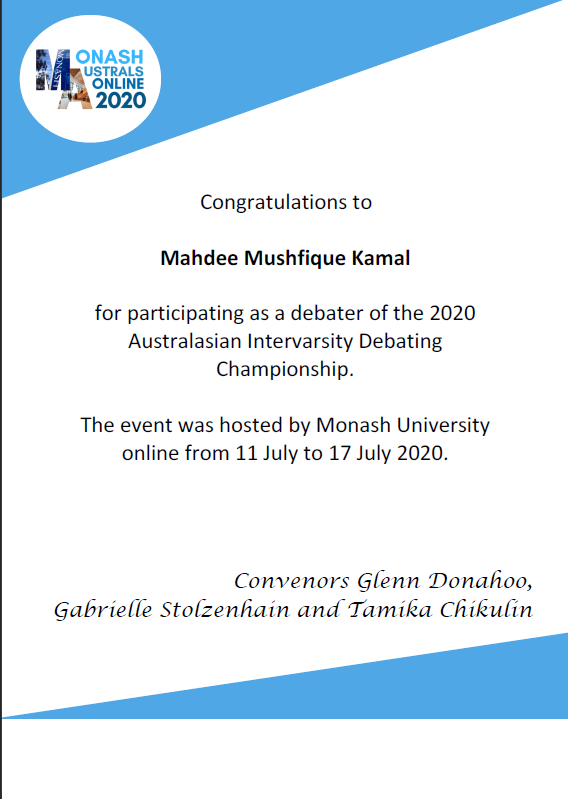 MONASH
AUSTRALS
ONLINE
2020
Congratulations to
Mahdee Mushfique Kamal
for participating as a debater of the 2020
Australasian Intervarsity Debating
Championship.
The event was hosted by Monash University
online from 11 July to 17 July 2020.
Convenors Glenn Donahoo,
Gabrielle Stolzenhain and Tamika Chikulin